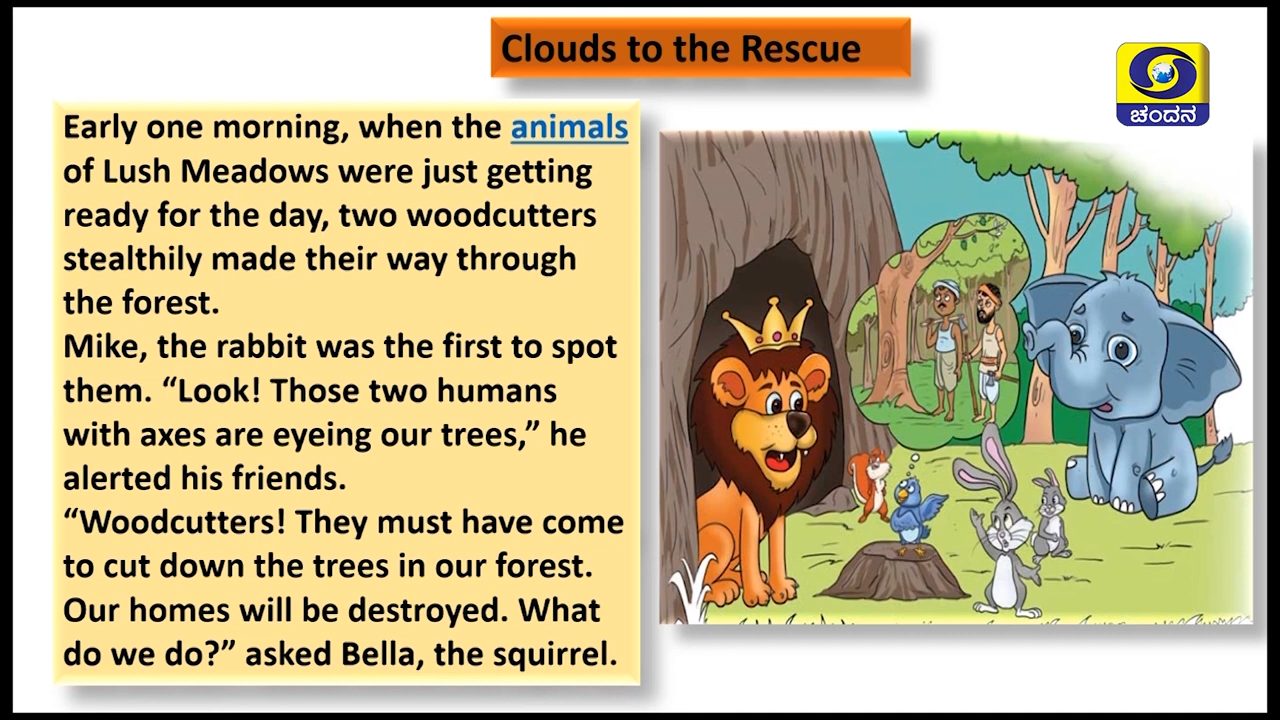 Clouds to the Rescue
ಚಂದನ
Early one morning, when the animals
of Lush Meadows were just getting
ready for the day, two woodcutters
stealthily made their way through
the forest.
Mike, the rabbit was the first to spot
them. “Look! Those two humans
with axes are eyeing our trees,” he
alerted his friends.
“Woodcutters! They must have come
to cut down the trees in our forest.
Our homes will be destroyed. What
do we do?” asked Bella, the squirrel.